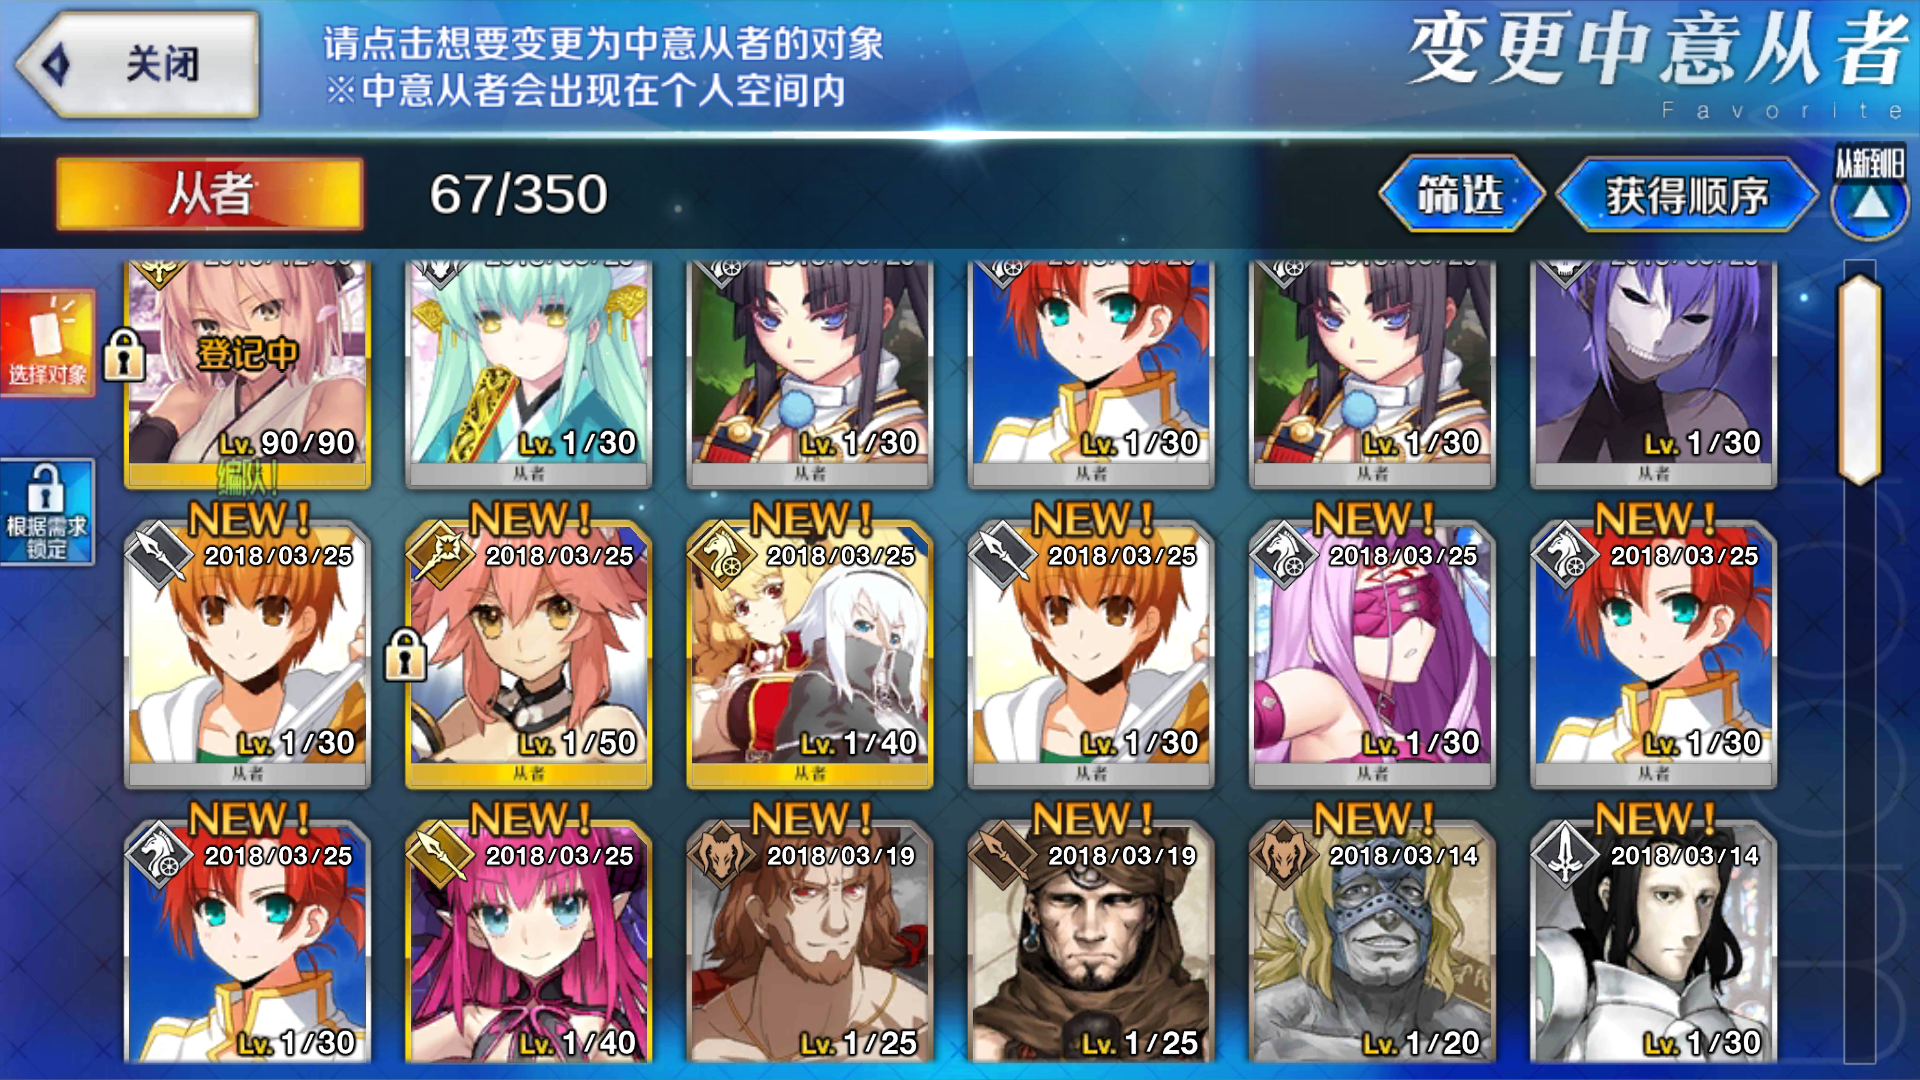 关闭
请点击想要变更为中意从者的对象
※中意从者会出现在个人空间内
变更中意从者
Favorite
从者
67/350
筛选
获得顺序
从新到旧
选择对象
根据需求
锁定
登记中
Lv. 90/90
编队!
Lv. 1/30
从者
Lv. 1/30
从者
Lv. 1/30
从者
Lv. 1/30
从者
Lv. 1/30
从者
NEW!
2018/03/25
Lv. 1/30
从者
NEW!
2018/03/25
Lv. 1/50
从者
NEW!
2018/03/25
Lv. 1/40
从者
NEW!
2018/03/25
Lv. 1/30
从者
NEW!
2018/03/25
Lv. 1/30
从者
NEW!
2018/03/25
Lv. 1/30
从者
NEW!
2018/03/25
Lv. 1/30
NEW!
2018/03/25
Lv. 1/40
NEW!
2018/03/19
Lv. 1/25
NEW!
2018/03/19
Lv. 1/25
NEW!
2018/03/14
Lv. 1/20
NEW!
2018/03/14
Lv. 1/30